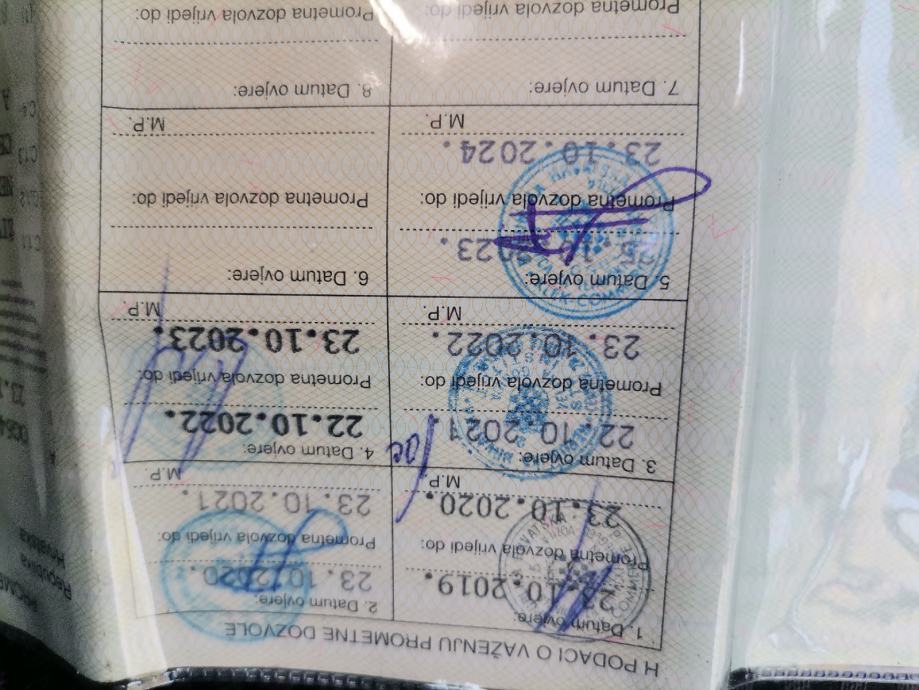 H PODACI O VAŽENJU PROMETNE DOZVOLE
1. Datum ovjere:
23.10.2019.
Prometna dozvola vrijedi do:
23.10.2020.
M.P.
2. Datum ovjere:
23.10.2020
Prometna dozvola vrijedi do:
23.10.2021
M.P.
3. Datum ovjere:
22.10.2021.
Prometna dozvola vrijedi do:
23.10.2022.
M.P.
4. Datum ovjere:
22.10.2022.
Prometna dozvola vrijedi do:
23.10.2023.
M.P.
5. Datum ovjere:
25.10.2023.
Prometna dozvola vrijedi do:
23.10.2024.
M.P.
6. Datum ovjere:
Prometna dozvola vrijedi do:
M.P.
7. Datum ovjere:
Prometna dozvola vrijedi do:
8. Datum ovjere:
Prometna dozvola vrijedi do:
Republika
Hrvatska